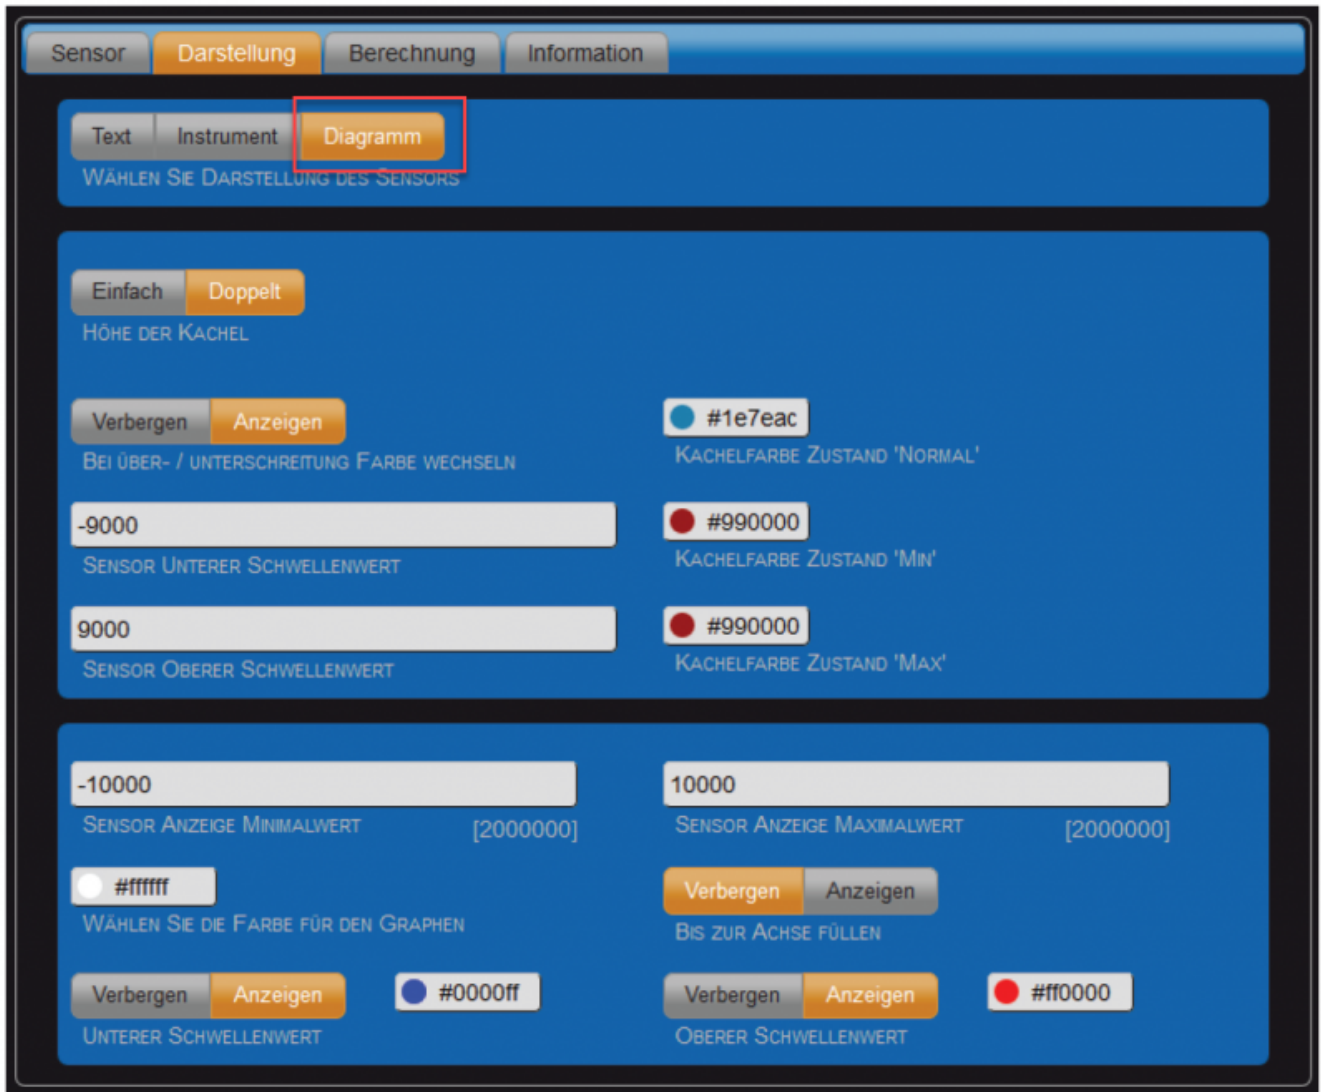 Sensor Darstellung Berechnung Information
Text Instrument Diagramm
Wählen Sie Darstellung des Sensors
Einfach Doppelt
Höhe der Kachel
Verbergen Anzeigen #1e7eac
Bei über- / unterschreitung Farbe wechseln Kachelfarbe Zustand 'Normal'
-9000 #990000
Sensor Unterer Schwellenwert Kachelfarbe Zustand 'Min'
9000 #990000
Sensor Oberer Schwellenwert Kachelfarbe Zustand 'Max'
-10000 10000
Sensor Anzeige Minimalwert [2000000] Sensor Anzeige Maximalwert [2000000]
#ffffff Verbergen Anzeigen
Wählen Sie die Farbe für den Graphen Bis zur Achse füllen
Verbergen Anzeigen #0000ff Verbergen Anzeigen #ff0000
Unterer Schwellenwert Oberer Schwellenwert